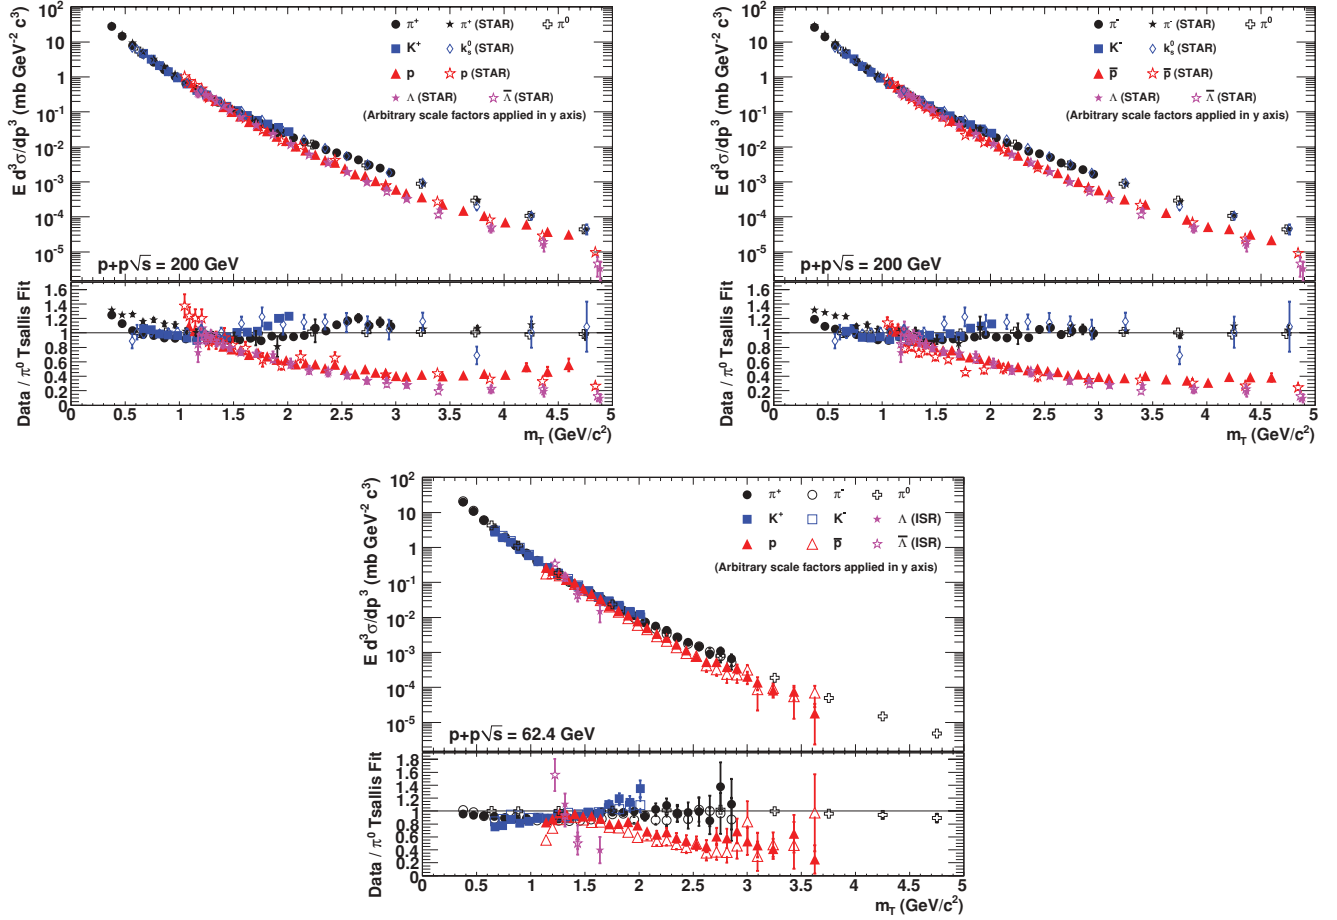 E d³σ/dp³ (mb GeV⁻² c³)
10²
10
1
10⁻¹
10⁻²
10⁻³
10⁻⁴
10⁻⁵
π⁺ π⁺ (STAR) π⁰
K⁺ k⁰ₛ (STAR)
p p (STAR)
Λ (STAR) Λ̅ (STAR)
(Arbitrary scale factors applied in y axis)
p+p√s = 200 GeV
Data / π⁰ Tsallis Fit
1.6
1.4
1.2
1
0.8
0.6
0.4
0.2
0
0 0.5 1 1.5 2 2.5 3 3.5 4 4.5 5
m_T (GeV/c²)
E d³σ/dp³ (mb GeV⁻² c³)
10²
10
1
10⁻¹
10⁻²
10⁻³
10⁻⁴
10⁻⁵
π⁻ π⁻ (STAR) π⁰
K⁻ k⁰ₛ (STAR)
p̅ p̅ (STAR)
Λ (STAR) Λ̅ (STAR)
(Arbitrary scale factors applied in y axis)
p+p√s = 200 GeV
Data / π⁰ Tsallis Fit
1.6
1.4
1.2
1
0.8
0.6
0.4
0.2
0
0 0.5 1 1.5 2 2.5 3 3.5 4 4.5 5
m_T (GeV/c²)
E d³σ/dp³ (mb GeV⁻² c³)
10²
10
1
10⁻¹
10⁻²
10⁻³
10⁻⁴
10⁻⁵
π⁺ π⁻ π⁰
K⁺ K⁻ Λ (ISR)
p p̅ Λ̅ (ISR)
(Arbitrary scale factors applied in y axis)
p+p√s = 62.4 GeV
Data / π⁰ Tsallis Fit
1.8
1.6
1.4
1.2
1
0.8
0.6
0.4
0.2
0
0 0.5 1 1.5 2 2.5 3 3.5 4 4.5 5
m_T (GeV/c²)